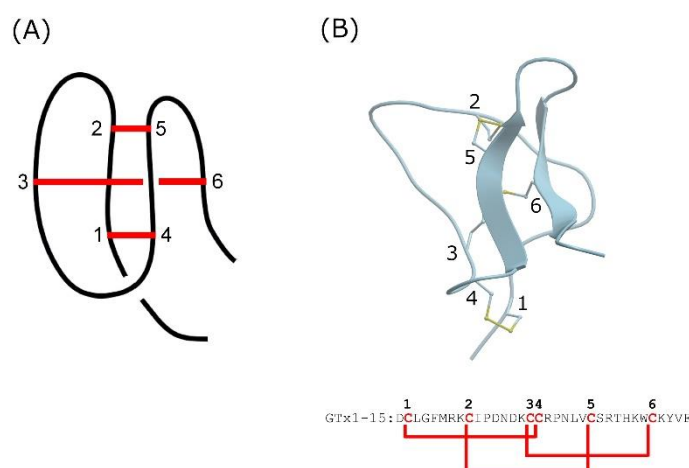 (A)
(B)
2 5
3 6
1 4
2
5
6
3
4 1
1 2 34 5 6
GTx1-15:DCLGFMRKCIPDNDKCCRPNLVCSRTHKWCKYVF